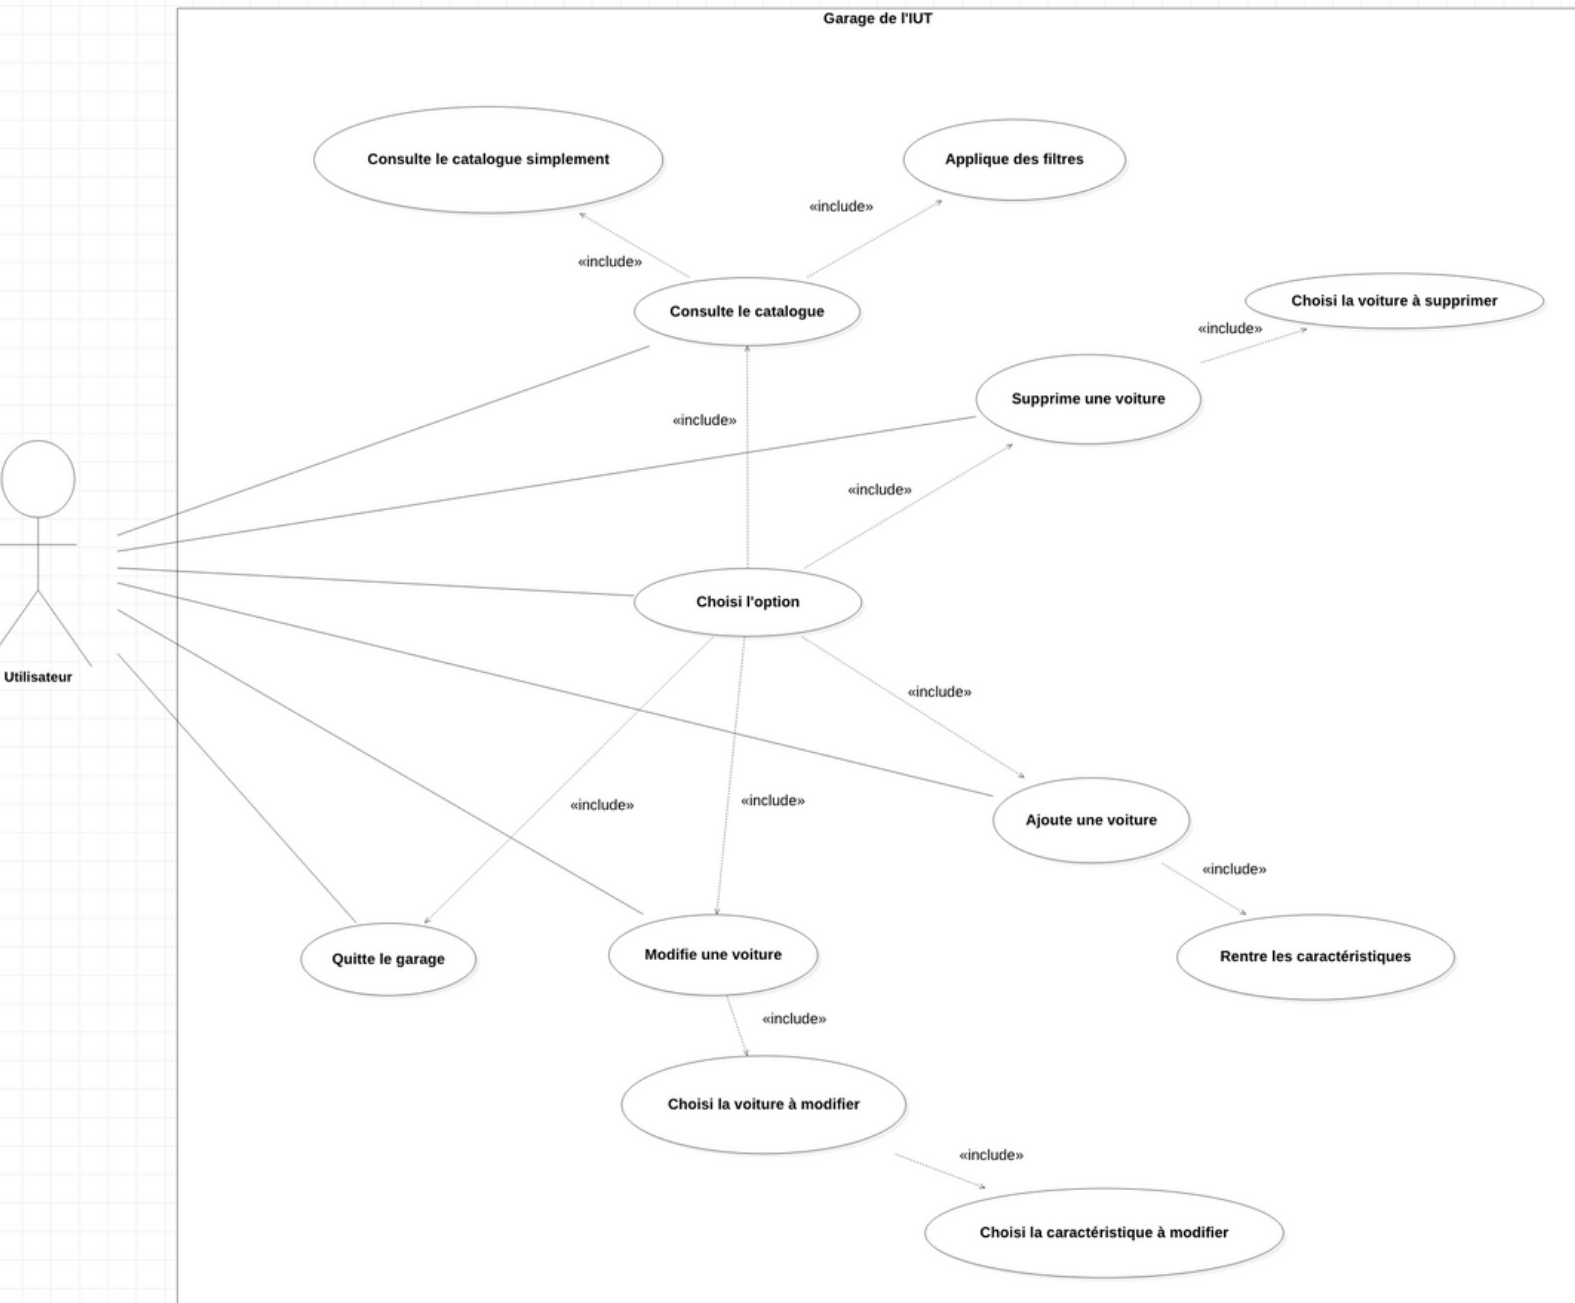 Garage de l'IUT
Consulte le catalogue simplement
Applique des filtres
«include»
«include»
Consulte le catalogue
Choisi la voiture à supprimer
«include»
Supprime une voiture
«include»
«include»
Choisi l'option
Utilisateur
«include»
«include»
«include»
Ajoute une voiture
«include»
Quitte le garage
Modifie une voiture
Rentre les caractéristiques
«include»
Choisi la voiture à modifier
«include»
Choisi la caractéristique à modifier